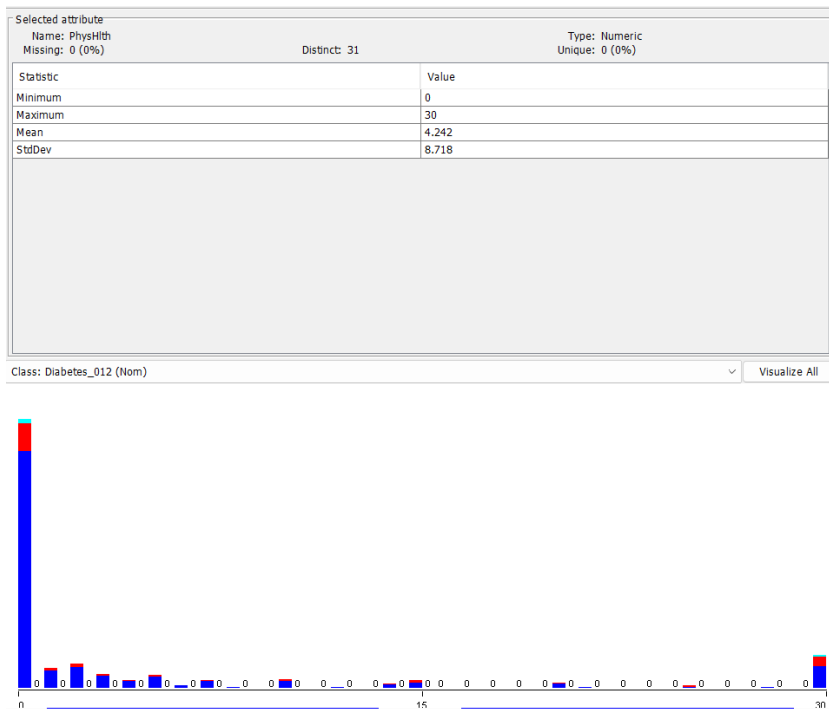 Selected attribute
Name: PhysHlth Type: Numeric
Missing: 0 (0%) Distinct: 31 Unique: 0 (0%)
Statistic Value
Minimum 0
Maximum 30
Mean 4.242
StdDev 8.718
Class: Diabetes_012 (Nom) Visualize All
0 0 0 0 0 0 0 0 0 0 0 0 0 0 0 0 0 0 0 0 0 0 0 0 0 0 0 0 0 0
0 15 30